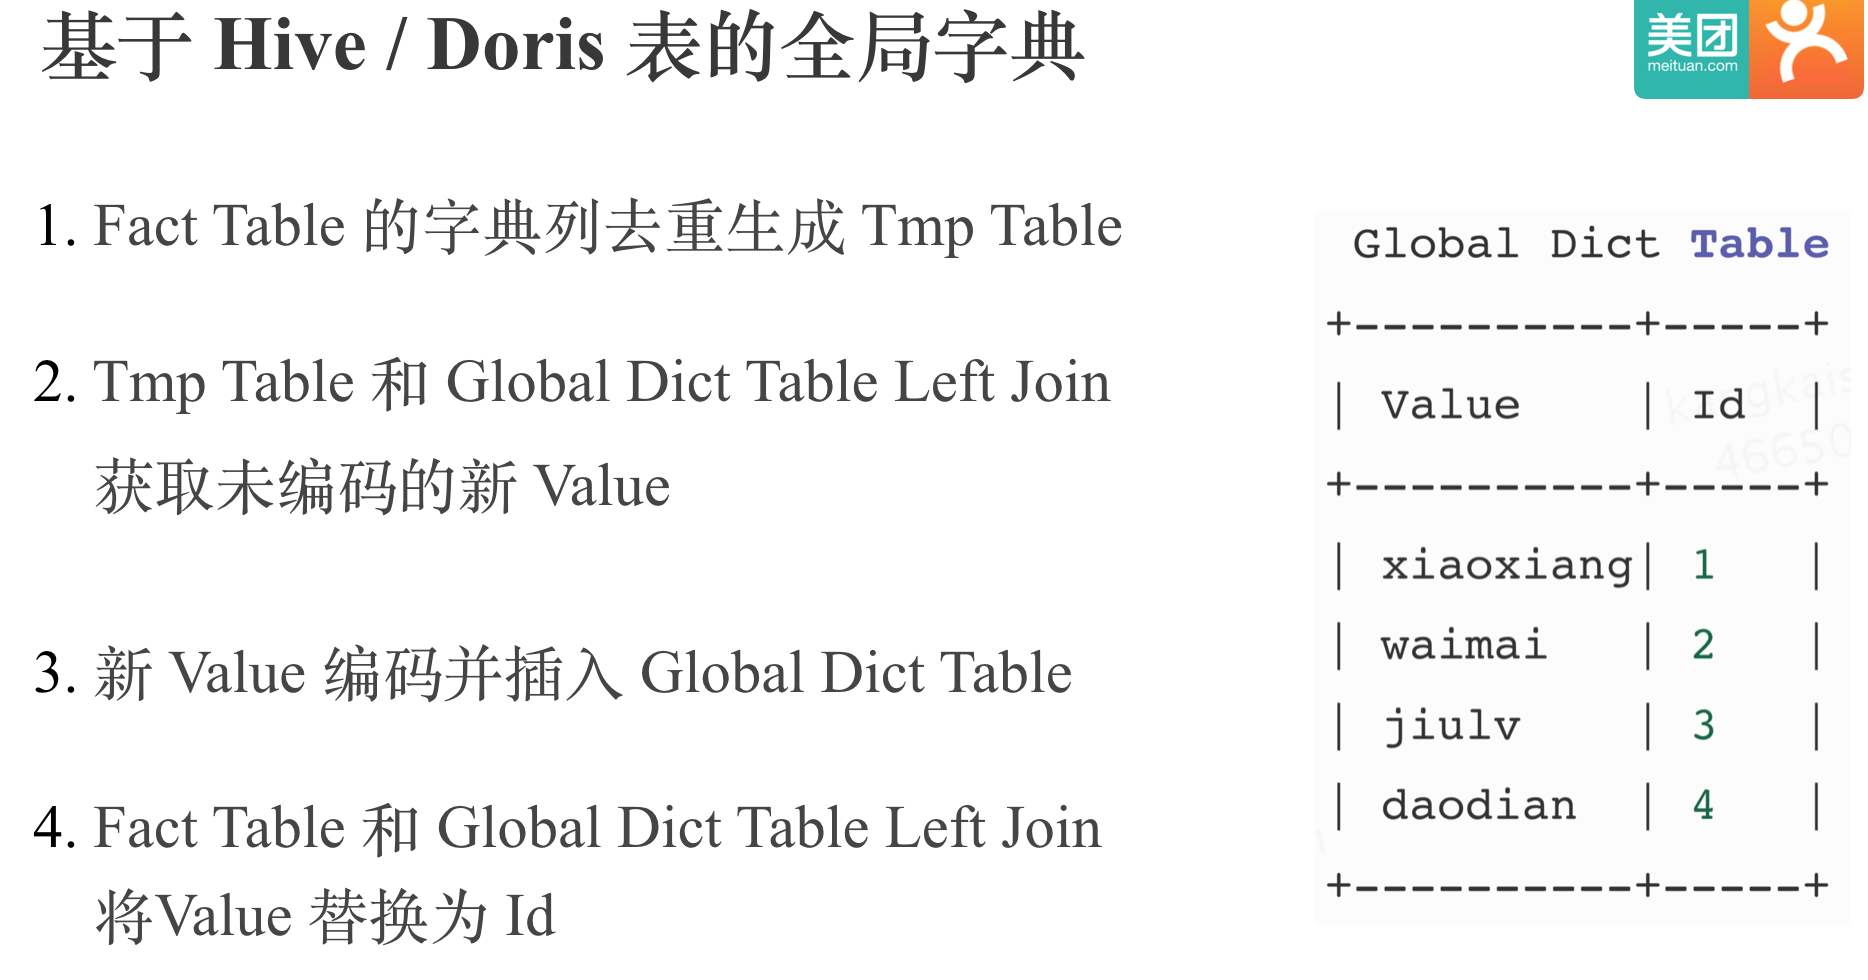 基于 Hive / Doris 表的全局字典
美团
meituan.com
1. Fact Table 的字典列去重生成 Tmp Table
2. Tmp Table 和 Global Dict Table Left Join
获取未编码的新 Value
3. 新 Value 编码并插入 Global Dict Table
4. Fact Table 和 Global Dict Table Left Join
将Value 替换为 Id
Global Dict Table
+----------+-----+
| Value | Id |
+----------+-----+
| xiaoxiang| 1 |
| waimai | 2 |
| jiulv | 3 |
| daodian | 4 |
+----------+-----+